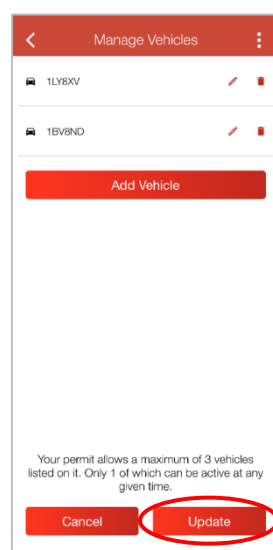 Manage Vehicles
1LY8XV
1BV8ND
Add Vehicle
Your permit allows a maximum of 3 vehicles
listed on it. Only 1 of which can be active at any
given time.
Cancel Update